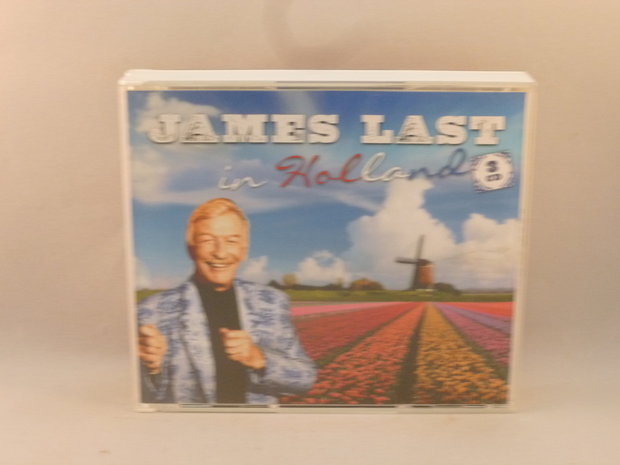 JAMES LAST
in Holland
3
CD